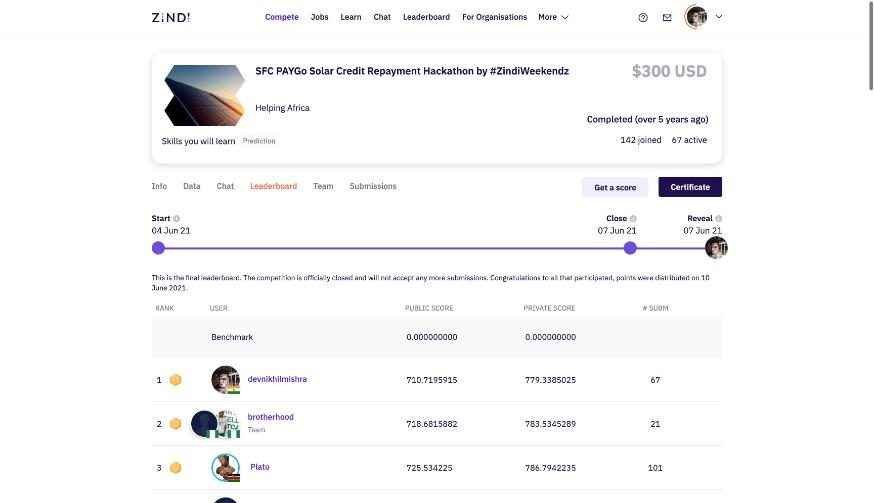 ZINDI
Compete Jobs Learn Chat Leaderboard For Organisations More
SFC PAYGo Solar Credit Repayment Hackathon by #ZindiWeekendz
$300 USD
Helping Africa
Completed (over 5 years ago)
Skills you will learn Prediction
142 joined 67 active
Info Data Chat Leaderboard Team Submissions
Get a score Certificate
Start Close Reveal
04 Jun 21 07 Jun 21 07 Jun 21
This is the final leaderboard. The competition is officially closed and will not accept any more submissions. Congratulations to all that participated, points were distributed on 10
June 2021.
RANK USER PUBLIC SCORE PRIVATE SCORE # SUBM
Benchmark 0.000000000 0.000000000
1 devnikhilmishra 710.7195915 779.3385025 67
2 brotherhood 718.6815882 783.5345289 21
Team
3 Plato 725.534225 786.7942235 101